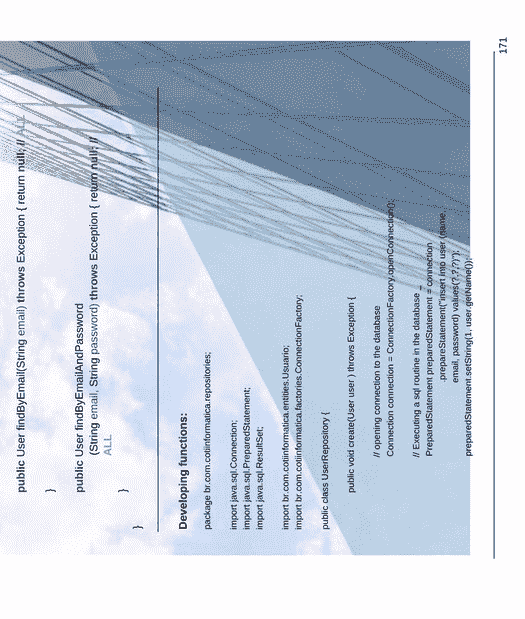 public User findByEmail(String email) throws Exception { return null; // ALL
}
public User findByEmailAndPassword
(String email, String password) throws Exception { return null; //
ALL
}
}
Developing functions:
package br.com.cotiinformatica.repositories;
import java.sql.Connection;
import java.sql.PreparedStatement;
import java.sql.ResultSet;
import br.com.cotiinformatica.entities.Usuario;
import br.com.cotiinformatica.factories.ConnectionFactory;
public class UserRepository {
public void create(User user ) throws Exception {
// opening connection to the database
Connection connection = ConnectionFactory.openConnection();
// Executing a sql routine in the database –
PreparedStatement preparedStatement = connection
.prepareStatement("insert into user (name,
email, password) values(?,?,?)");
preparedStatement.setString(1, user.getName());
171